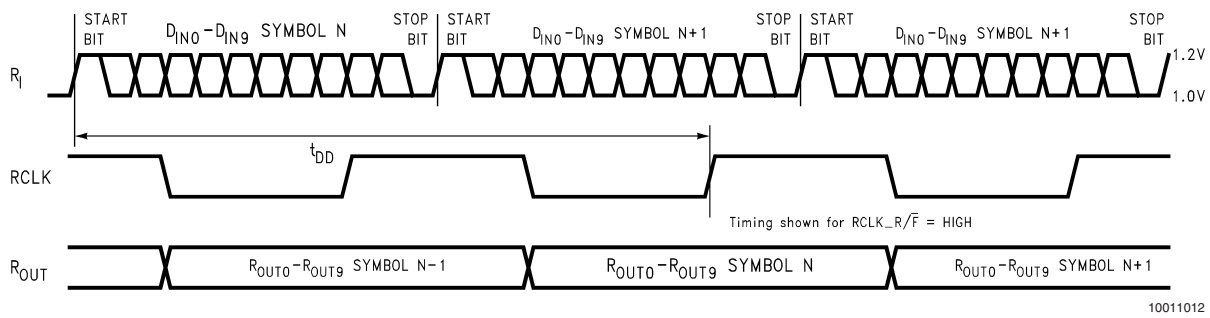 START BIT D_IN0-D_IN9 SYMBOL N STOP BIT START BIT D_IN0-D_IN9 SYMBOL N+1 STOP BIT START BIT D_IN0-D_IN9 SYMBOL N+1 STOP BIT
R_I
1.2V
1.0V
t_DD
RCLK
Timing shown for RCLK_R/F̅ = HIGH
R_OUT
R_OUT0-R_OUT9 SYMBOL N-1
R_OUT0-R_OUT9 SYMBOL N
R_OUT0-R_OUT9 SYMBOL N+1
10011012